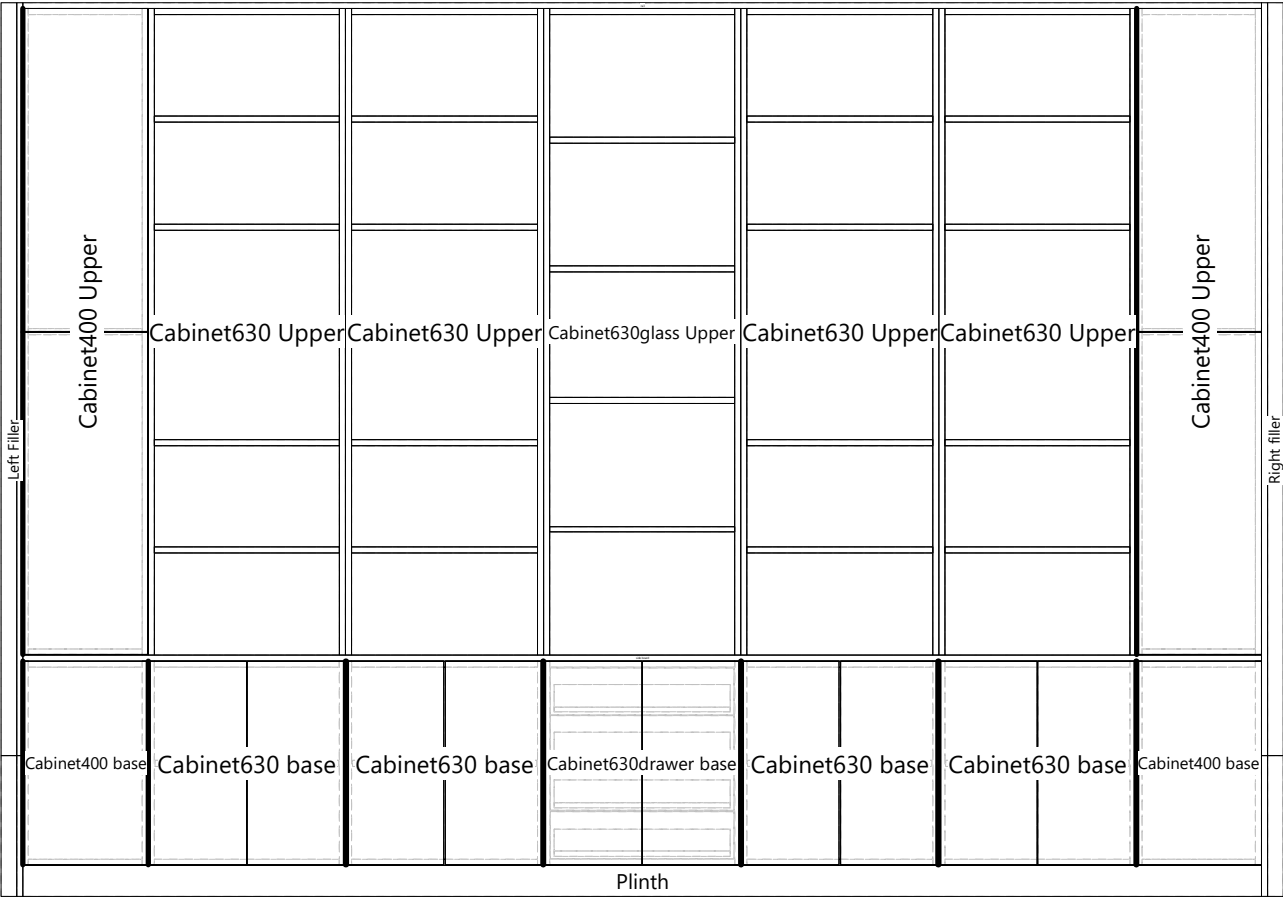 Cabinet400 Upper
Cabinet630 Upper
Cabinet630 Upper
Cabinet630glass Upper
Cabinet630 Upper
Cabinet630 Upper
Cabinet400 Upper
Left Filler
Right filler
Cabinet400 base
Cabinet630 base
Cabinet630 base
Cabinet630drawer base
Cabinet630 base
Cabinet630 base
Cabinet400 base
Plinth